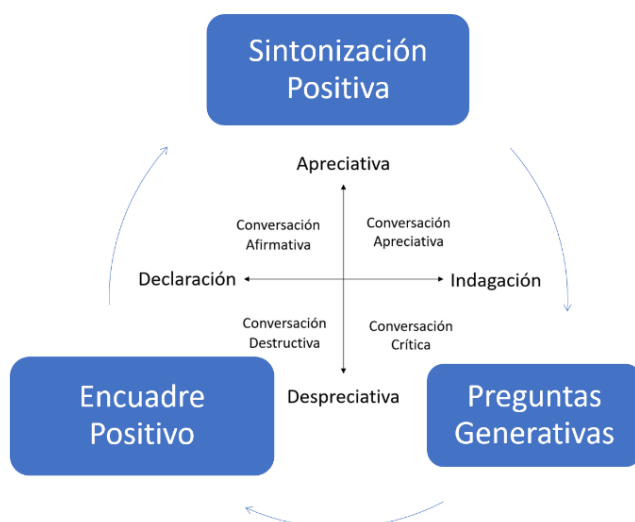 Sintonización
Positiva
Apreciativa
Conversación
Afirmativa
Conversación
Apreciativa
Declaración
Indagación
Conversación
Destructiva
Conversación
Crítica
Despreciativa
Encuadre
Positivo
Preguntas
Generativas